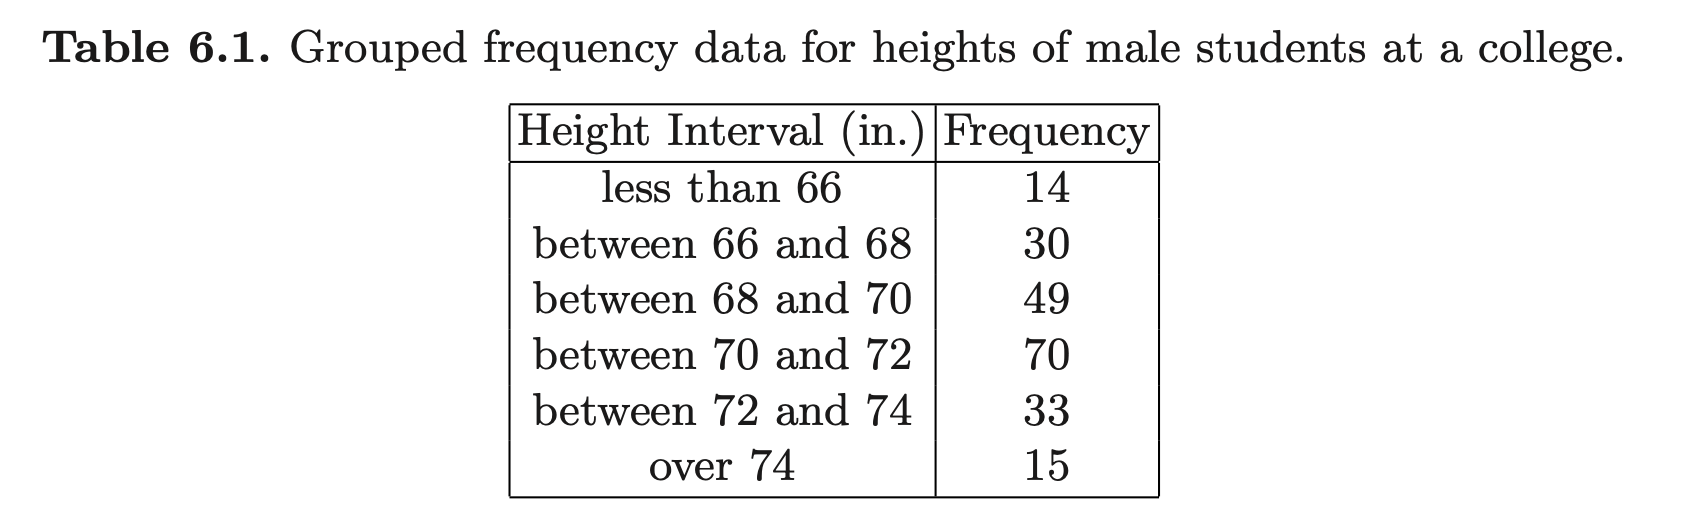 Table 6.1. Grouped frequency data for heights of male students at a college.
Height Interval (in.) Frequency
less than 66 14
between 66 and 68 30
between 68 and 70 49
between 70 and 72 70
between 72 and 74 33
over 74 15